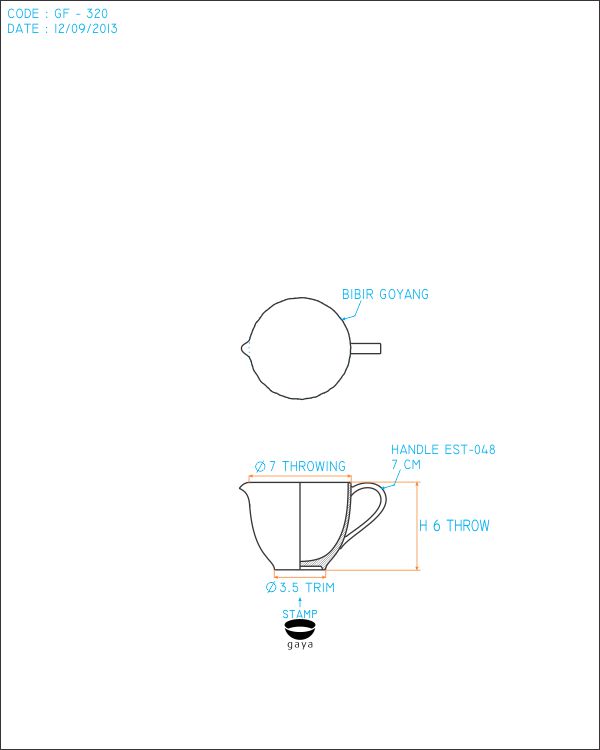 CODE : GF - 320
DATE : 12/09/2013
BIBIR GOYANG
HANDLE EST-048
7 CM
Ø 7 THROWING
H 6 THROW
Ø 3.5 TRIM
STAMP
gaya